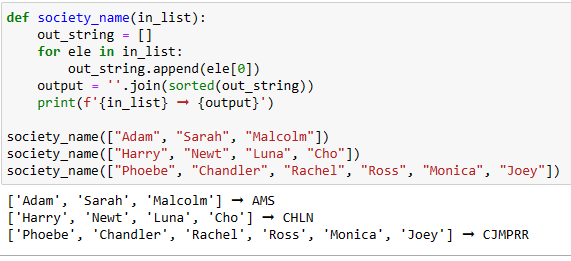 def society_name(in_list):
    out_string = []
    for ele in in_list:
        out_string.append(ele[0])
    output = ''.join(sorted(out_string))
    print(f'{in_list} → {output}')
society_name(["Adam", "Sarah", "Malcolm"])
society_name(["Harry", "Newt", "Luna", "Cho"])
society_name(["Phoebe", "Chandler", "Rachel", "Ross", "Monica", "Joey"])
['Adam', 'Sarah', 'Malcolm'] → AMS
['Harry', 'Newt', 'Luna', 'Cho'] → CHLN
['Phoebe', 'Chandler', 'Rachel', 'Ross', 'Monica', 'Joey'] → CJMPRR